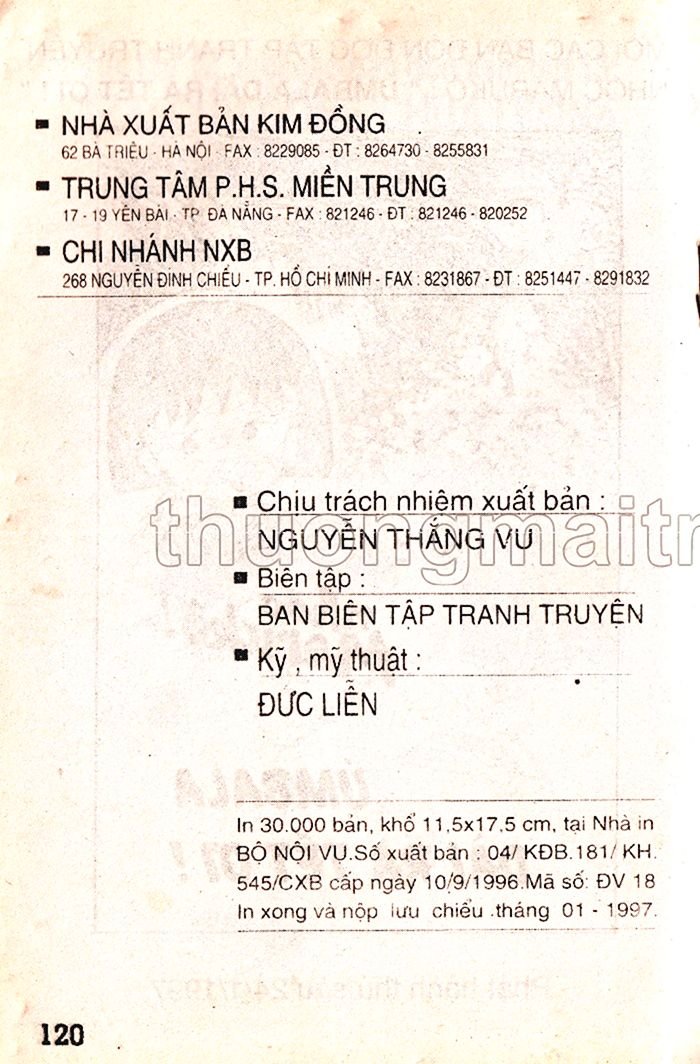 NHÀ XUẤT BẢN KIM ĐỒNG
62 BÀ TRIỆU - HÀ NỘI - FAX : 8229085 - ĐT : 8264730 - 8255831
TRUNG TÂM P.H.S. MIỀN TRUNG
17 - 19 YÊN BÁI - TP ĐÀ NẴNG - FAX : 821246 - ĐT : 821246 - 820252
CHI NHÁNH NXB
268 NGUYỄN ĐÌNH CHIỂU - TP. HỒ CHÍ MINH - FAX : 8231867 - ĐT : 8251447 - 8291832
Chịu trách nhiệm xuất bản :
thuongmaitr
NGUYỄN THẮNG VU
Biên tập :
BAN BIÊN TẬP TRANH TRUYỆN
Kỹ , mỹ thuật :
ĐỨC LIỄN
In 30.000 bản, khổ 11,5x17,5 cm, tại Nhà in
BỘ NỘI VỤ.Số xuất bản : 04/ KĐB.181/ KH.
545/CXB cấp ngày 10/9/1996.Mã số: ĐV 18
In xong và nộp lưu chiểu .tháng 01 - 1997.
120